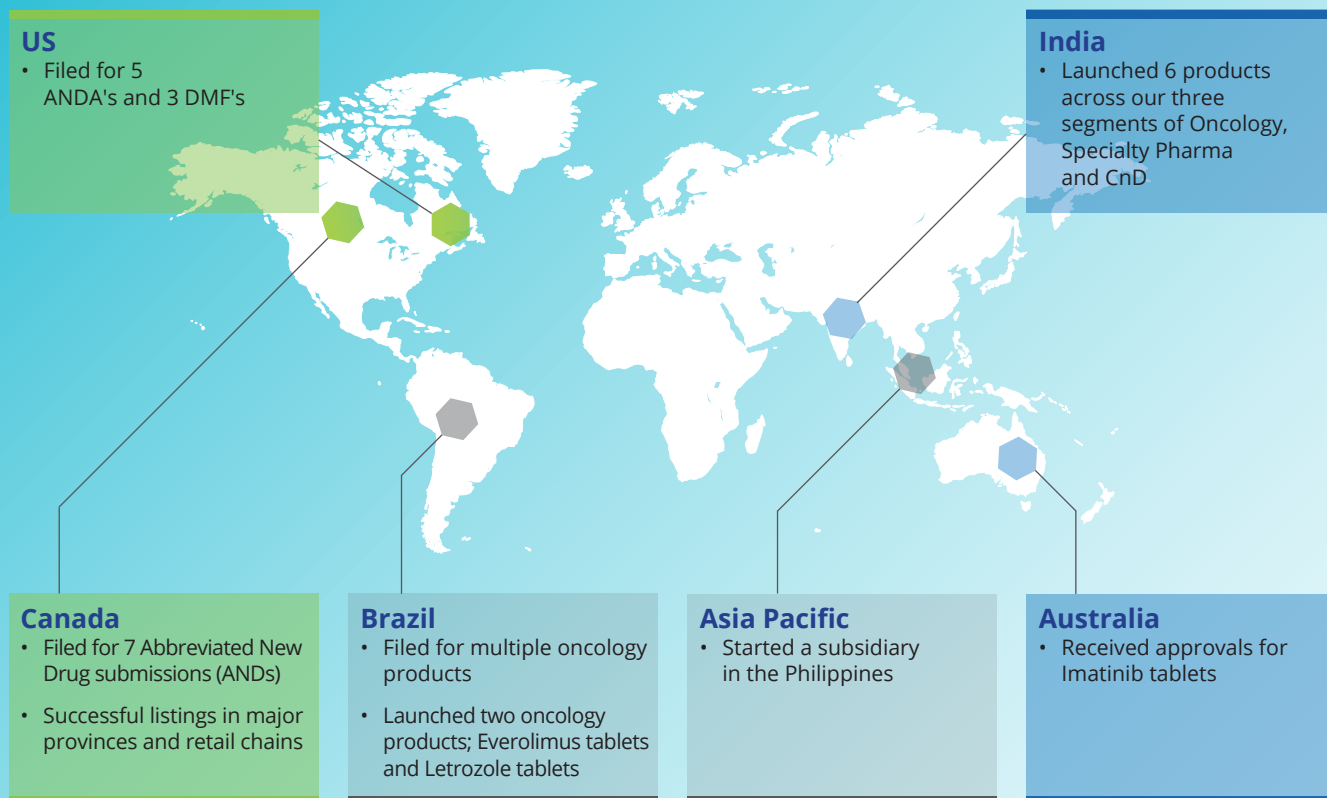 US
• Filed for 5
ANDA's and 3 DMF's
India
• Launched 6 products
across our three
segments of Oncology,
Specialty Pharma
and CnD
Canada
• Filed for 7 Abbreviated New
Drug submissions (ANDs)
• Successful listings in major
provinces and retail chains
Brazil
• Filed for multiple oncology
products
• Launched two oncology
products; Everolimus tablets
and Letrozole tablets
Asia Pacific
• Started a subsidiary
in the Philippines
Australia
• Received approvals for
Imatinib tablets